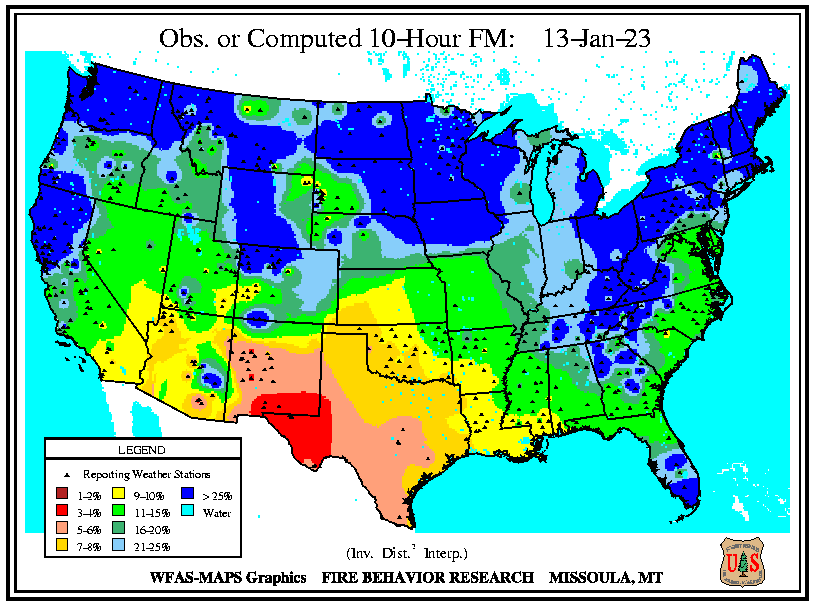 Obs. or Computed 10-Hour FM: 13-Jan-23
LEGEND
Reporting Weather Stations
1-2% 9-10% > 25%
3-4% 11-15% Water
5-6% 16-20%
7-8% 21-25%
(Inv. Dist.² Interp.)
WFAS-MAPS Graphics FIRE BEHAVIOR RESEARCH MISSOULA, MT
U S